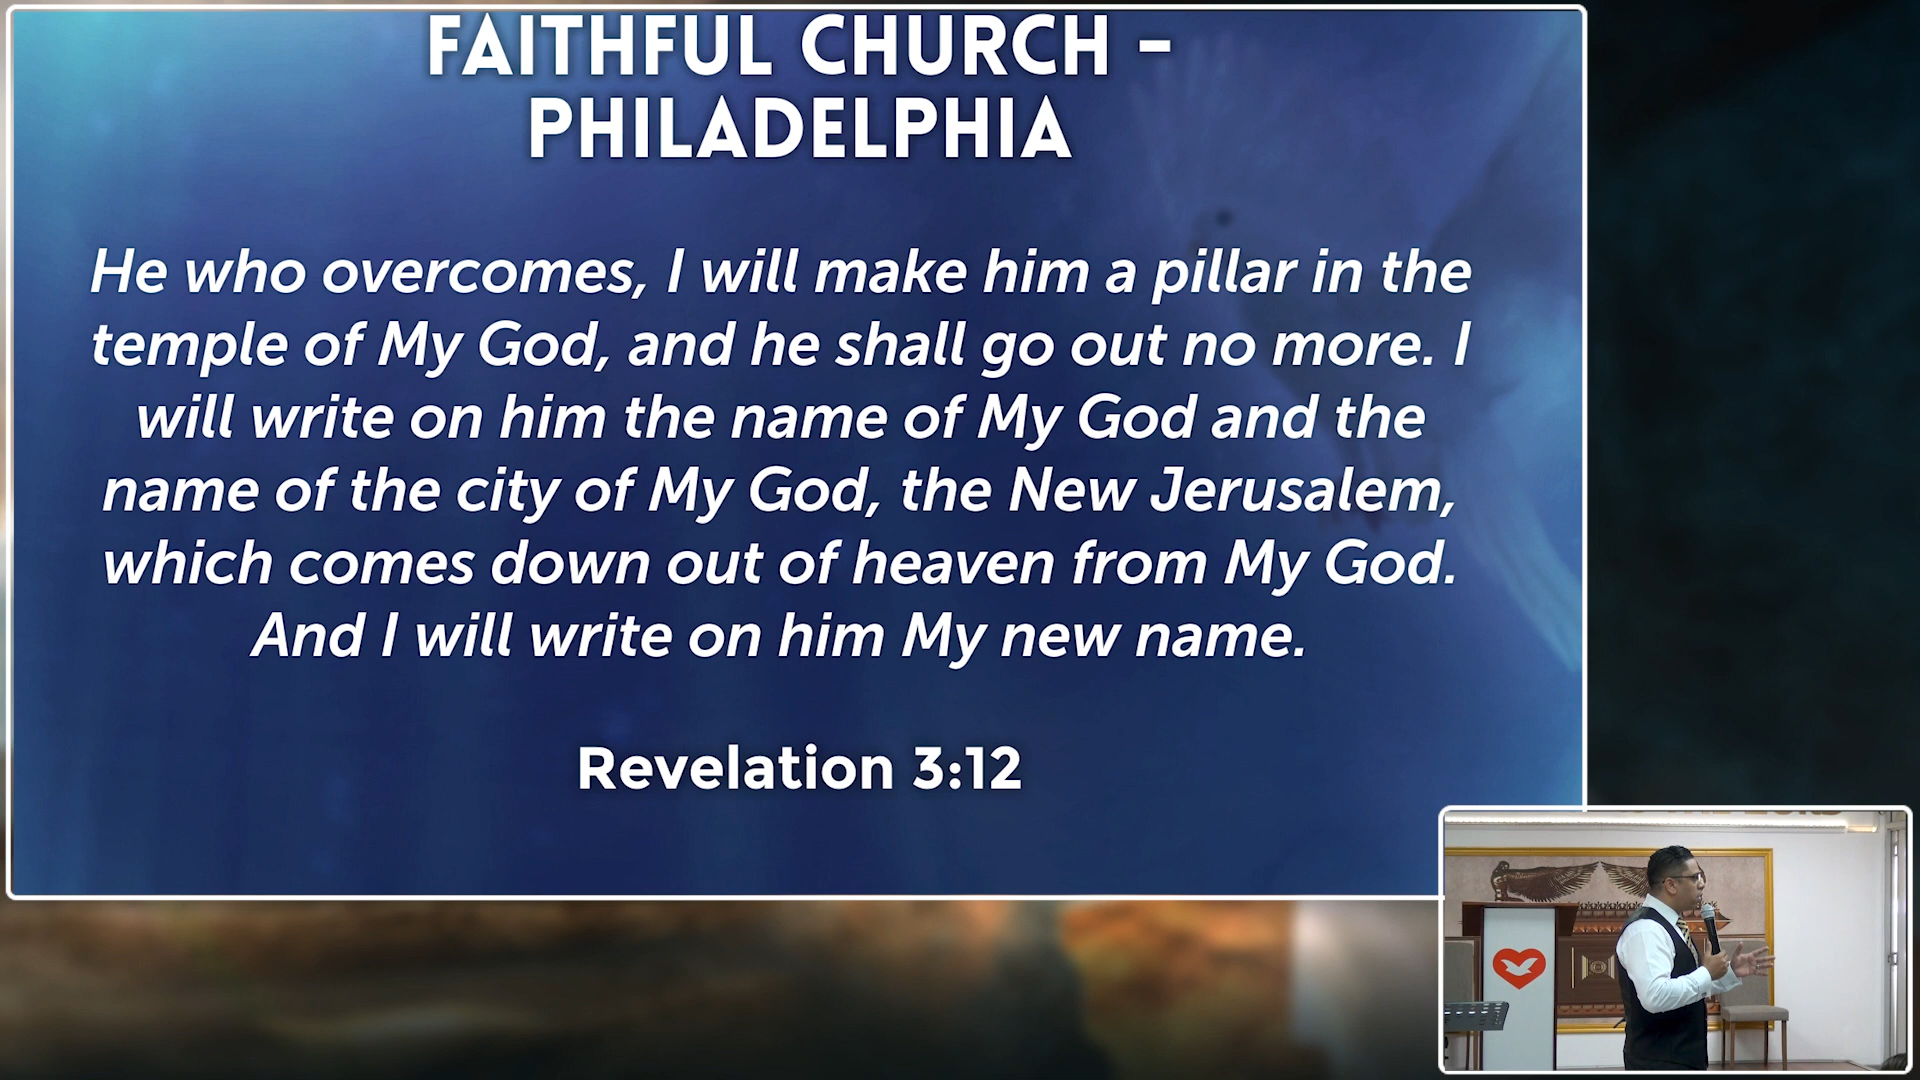 FAITHFUL CHURCH -
PHILADELPHIA
He who overcomes, I will make him a pillar in the
temple of My God, and he shall go out no more. I
will write on him the name of My God and the
name of the city of My God, the New Jerusalem,
which comes down out of heaven from My God.
And I will write on him My new name.
Revelation 3:12